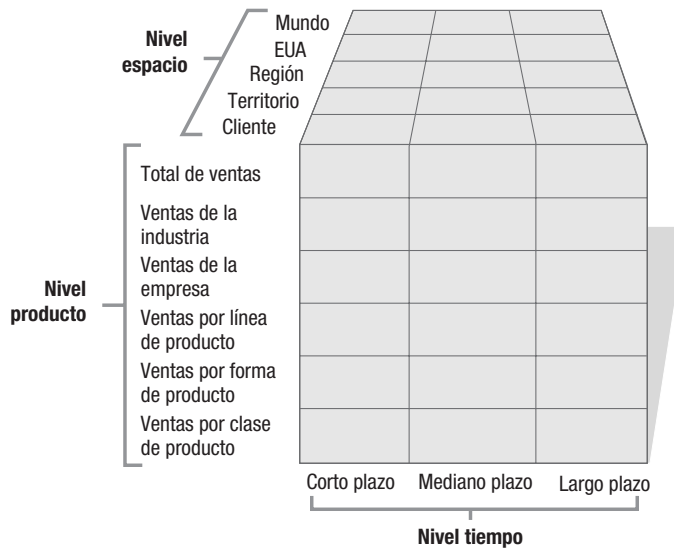 Nivel
espacio
Mundo
EUA
Región
Territorio
Cliente
Nivel
producto
Total de ventas
Ventas de la
industria
Ventas de la
empresa
Ventas por línea
de producto
Ventas por forma
de producto
Ventas por clase
de producto
Corto plazo Mediano plazo Largo plazo
Nivel tiempo